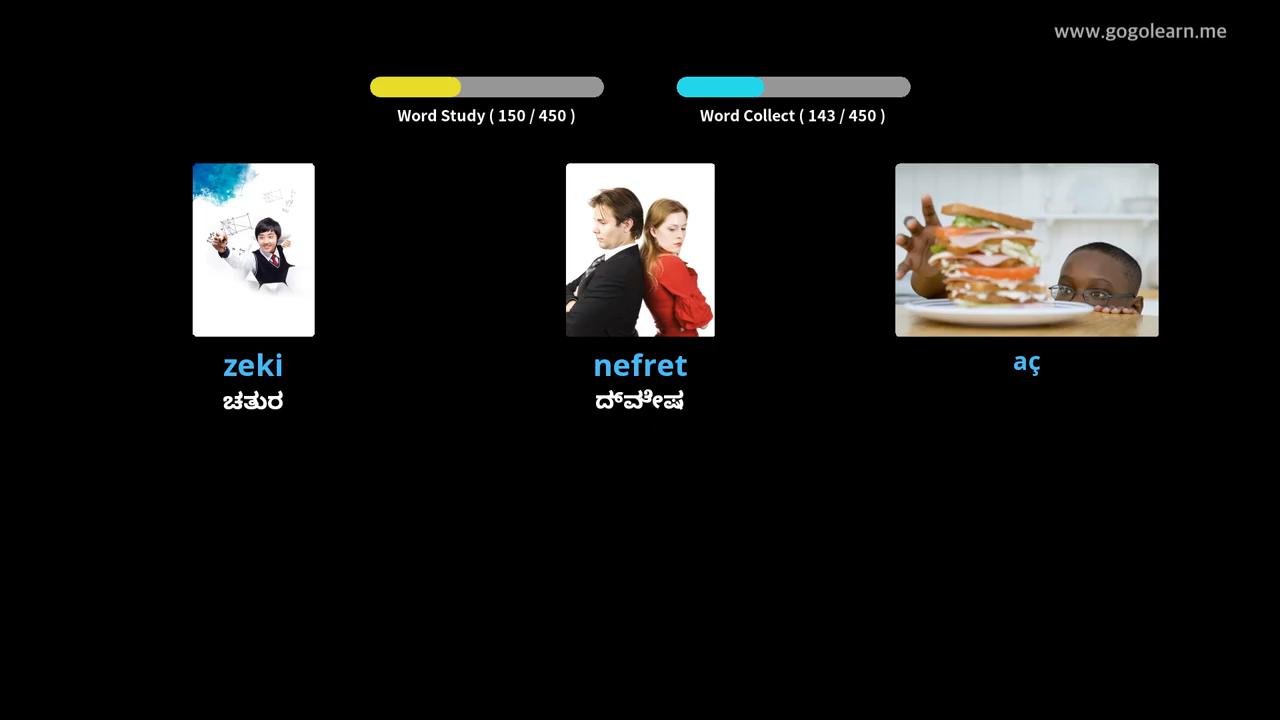 www.gogolearn.me
Word Study ( 150 / 450 )
Word Collect ( 143 / 450 )
zeki
ಚತುರ
nefret
ದ್‌ವೇಷ
aç